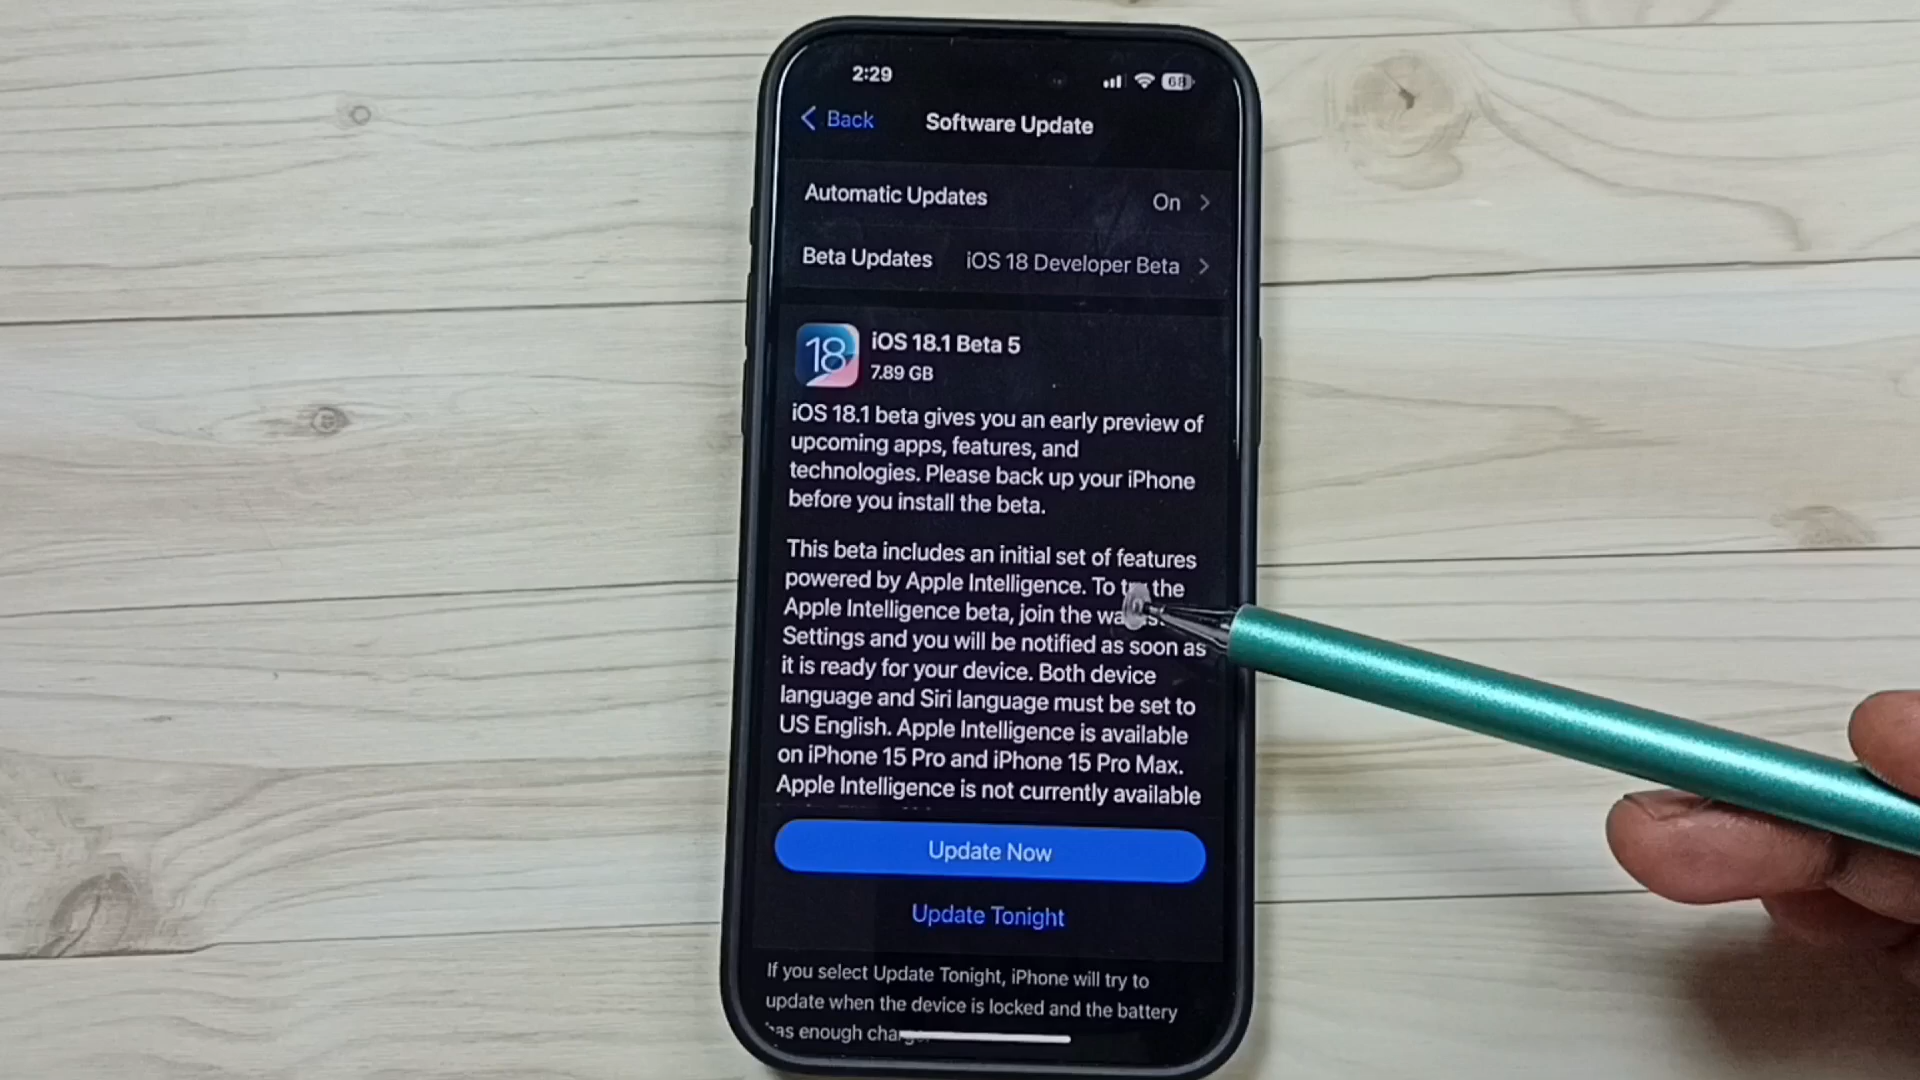 2:29
68
Back
Software Update
Automatic Updates On
Beta Updates iOS 18 Developer Beta
18
iOS 18.1 Beta 5
7.89 GB
iOS 18.1 beta gives you an early preview of
upcoming apps, features, and
technologies. Please back up your iPhone
before you install the beta.
This beta includes an initial set of features
powered by Apple Intelligence. To the
Apple Intelligence beta, join the
Settings and you will be notified as soon as
it is ready for your device. Both device
language and Siri language must be set to
US English. Apple Intelligence is available
on iPhone 15 Pro and iPhone 15 Pro Max.
Apple Intelligence is not currently available
Update Now
Update Tonight
If you select Update Tonight, iPhone will try to
update when the device is locked and the battery
has enough